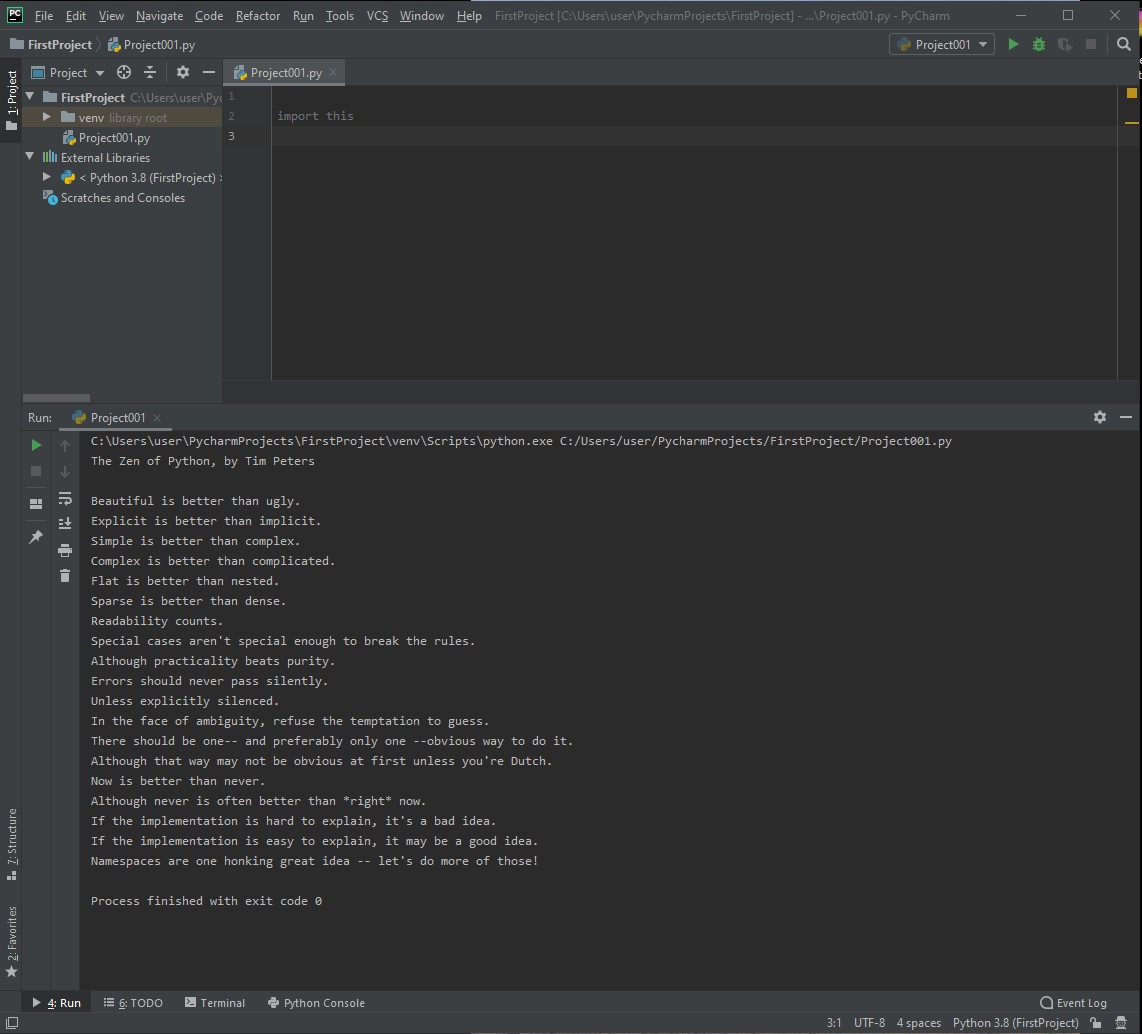 PC File Edit View Navigate Code Refactor Run Tools VCS Window Help FirstProject [C:\Users\user\PycharmProjects\FirstProject] - ...\Project001.py - PyCharm
FirstProject Project001.py Project001
1: Project
Project Project001.py
FirstProject C:\Users\user\Pyc
venv library root
Project001.py
External Libraries
< Python 3.8 (FirstProject) >
Scratches and Consoles
1
2 import this
3
Run: Project001
C:\Users\user\PycharmProjects\FirstProject\venv\Scripts\python.exe C:/Users/user/PycharmProjects/FirstProject/Project001.py
The Zen of Python, by Tim Peters
Beautiful is better than ugly.
Explicit is better than implicit.
Simple is better than complex.
Complex is better than complicated.
Flat is better than nested.
Sparse is better than dense.
Readability counts.
Special cases aren't special enough to break the rules.
Although practicality beats purity.
Errors should never pass silently.
Unless explicitly silenced.
In the face of ambiguity, refuse the temptation to guess.
There should be one-- and preferably only one --obvious way to do it.
Although that way may not be obvious at first unless you're Dutch.
Now is better than never.
Although never is often better than *right* now.
If the implementation is hard to explain, it's a bad idea.
If the implementation is easy to explain, it may be a good idea.
Namespaces are one honking great idea -- let's do more of those!
Process finished with exit code 0
7: Structure
2: Favorites
4: Run 6: TODO Terminal Python Console Event Log
3:1 UTF-8 4 spaces Python 3.8 (FirstProject)